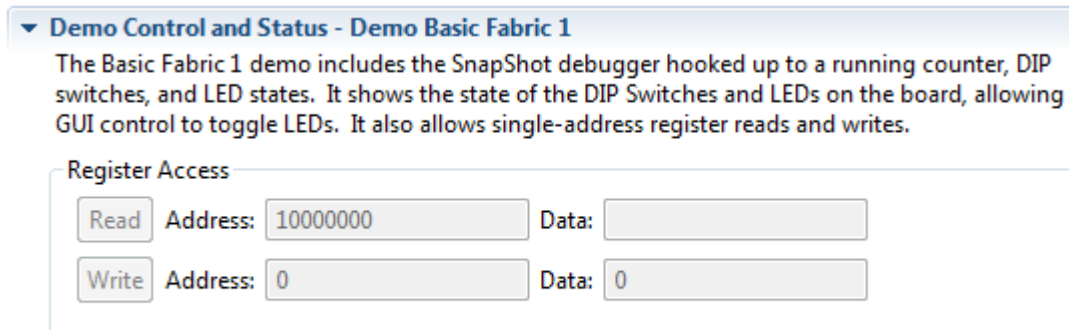 Demo Control and Status - Demo Basic Fabric 1
The Basic Fabric 1 demo includes the SnapShot debugger hooked up to a running counter, DIP
switches, and LED states.  It shows the state of the DIP Switches and LEDs on the board, allowing
GUI control to toggle LEDs.  It also allows single-address register reads and writes.
Register Access
Read Address: 10000000 Data:
Write Address: 0 Data: 0